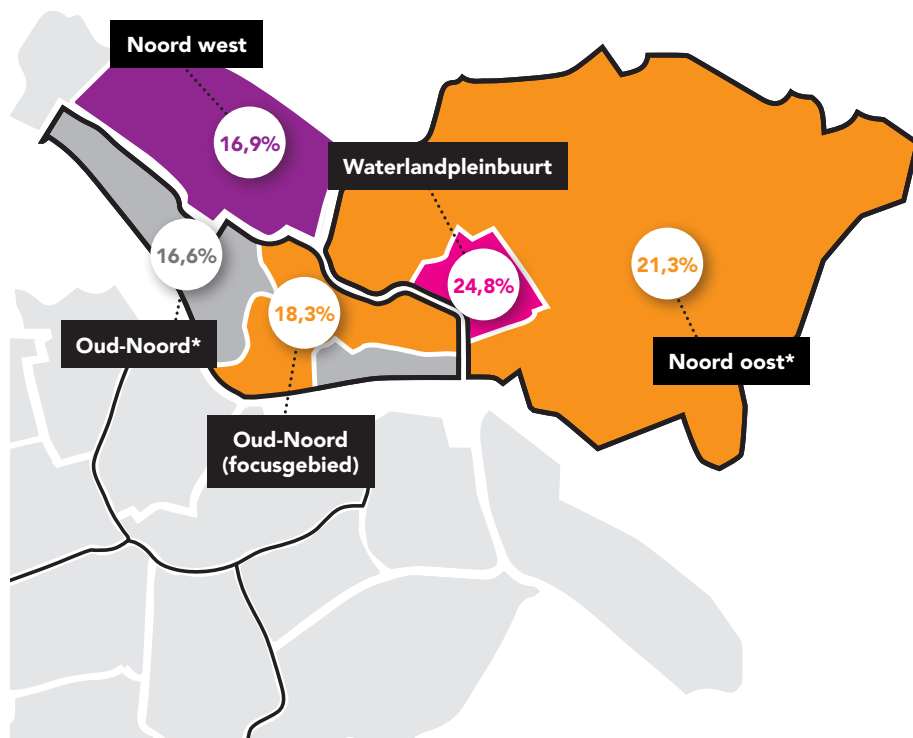 Noord west
16,9%
Waterlandpleinbuurt
16,6%
21,3%
24,8%
18,3%
Oud-Noord*
Noord oost*
Oud-Noord
(focusgebied)